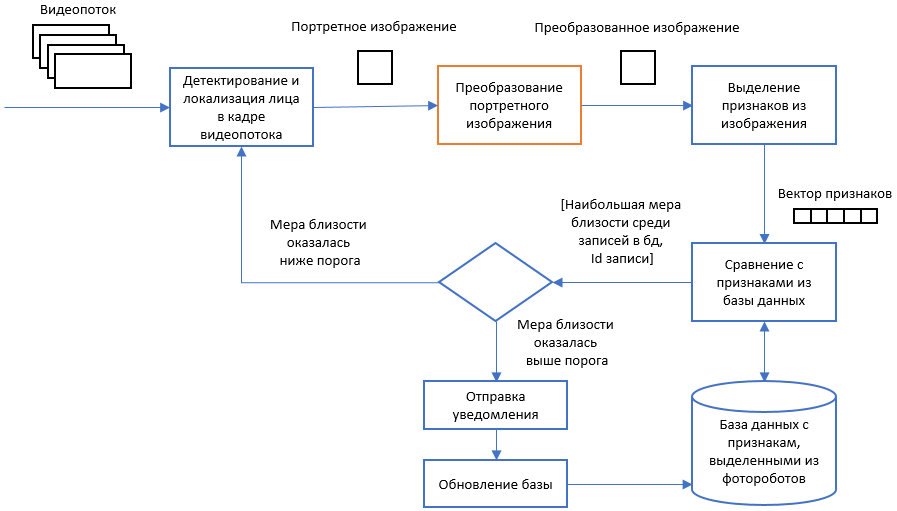 Видеопоток
Портретное изображение
Преобразованное изображение
Детектирование и
локализация лица
в кадре
видеопотока
Преобразование
портретного
изображения
Выделение
признаков из
изображения
Вектор признаков
[Наибольшая мера
близости среди
записей в бд,
Id записи]
Мера близости
оказалась
ниже порога
Сравнение с
признаками из
базы данных
Мера близости
оказалась
выше порога
Отправка
уведомления
База данных с
признакам,
выделенными из
фотороботов
Обновление базы